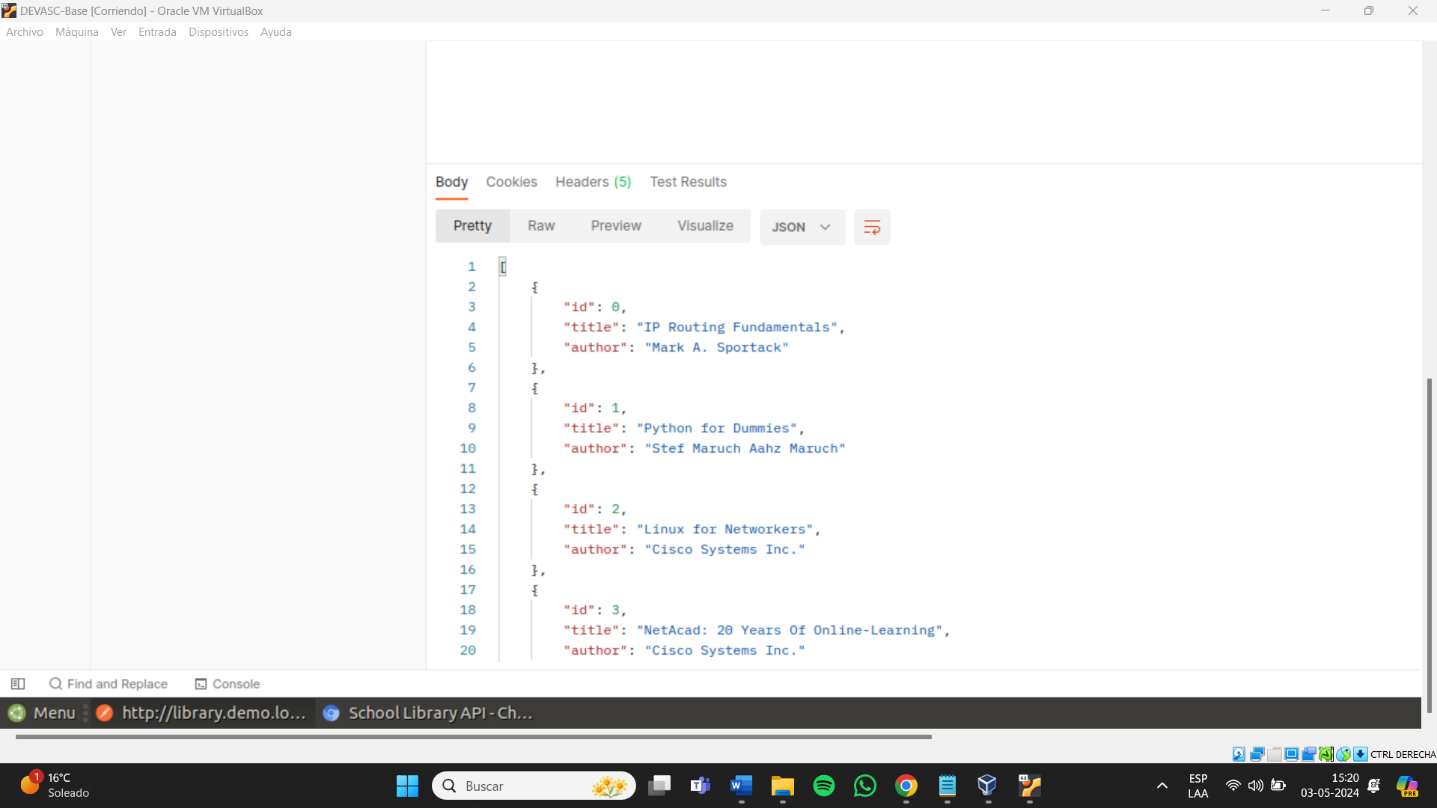 DEVASC-Base [Corriendo] - Oracle VM VirtualBox
Archivo Máquina Ver Entrada Dispositivos Ayuda
Body Cookies Headers (5) Test Results
Pretty Raw Preview Visualize JSON
1 [
2 {
3 "id": 0,
4 "title": "IP Routing Fundamentals",
5 "author": "Mark A. Sportack"
6 },
7 {
8 "id": 1,
9 "title": "Python for Dummies",
10 "author": "Stef Maruch Aahz Maruch"
11 },
12 {
13 "id": 2,
14 "title": "Linux for Networkers",
15 "author": "Cisco Systems Inc."
16 },
17 {
18 "id": 3,
19 "title": "NetAcad: 20 Years Of Online-Learning",
20 "author": "Cisco Systems Inc."
Find and Replace Console
Menu http://library.demo.lo... School Library API - Ch...
CTRL DERECHA
1 16°C
Soleado
Buscar
ESP
LAA
15:20
03-05-2024
PRE